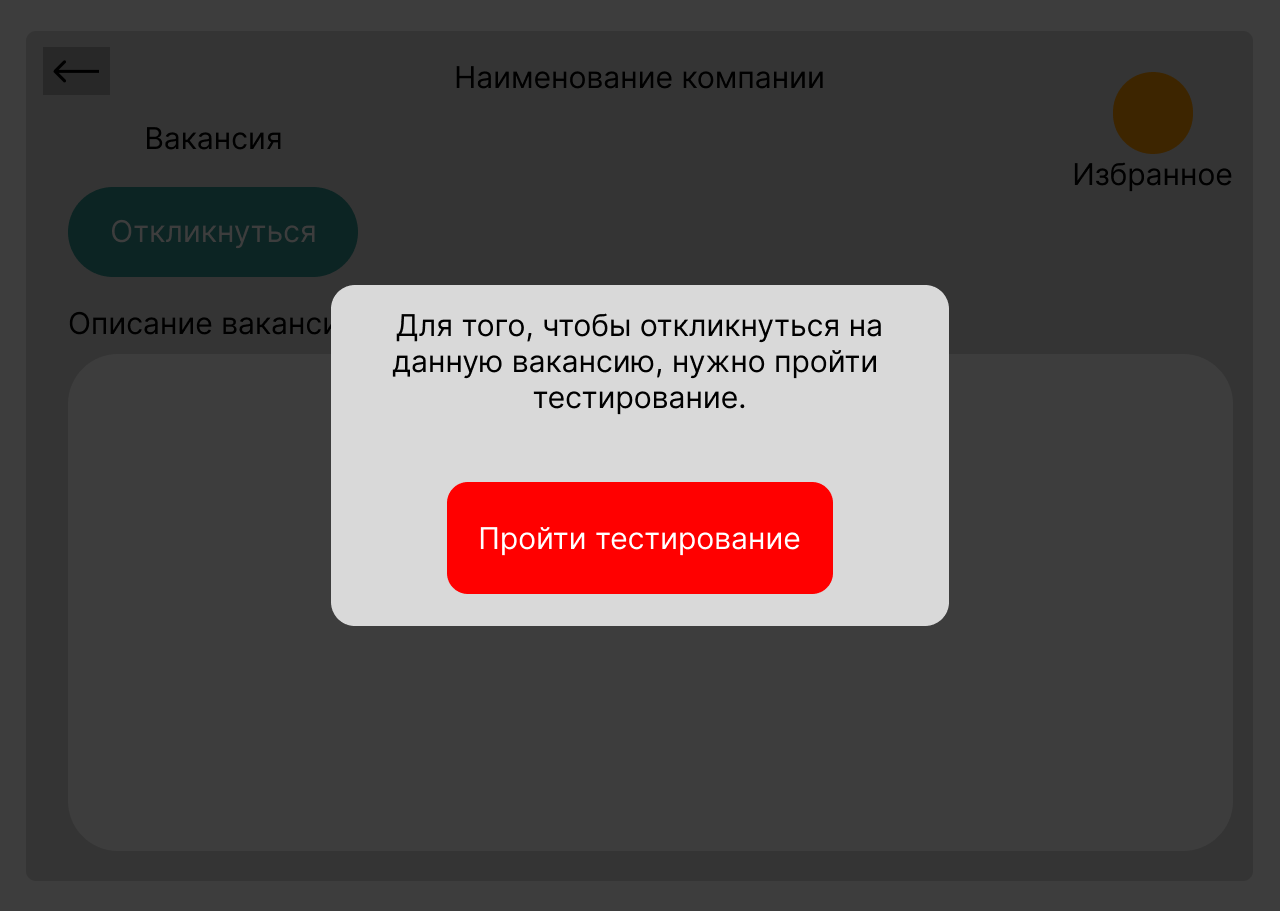 Наименование компании
Вакансия
Избранное
Откликнуться
Описание ваканси
Для того, чтобы откликнуться на
данную вакансию, нужно пройти
тестирование.
Пройти тестирование